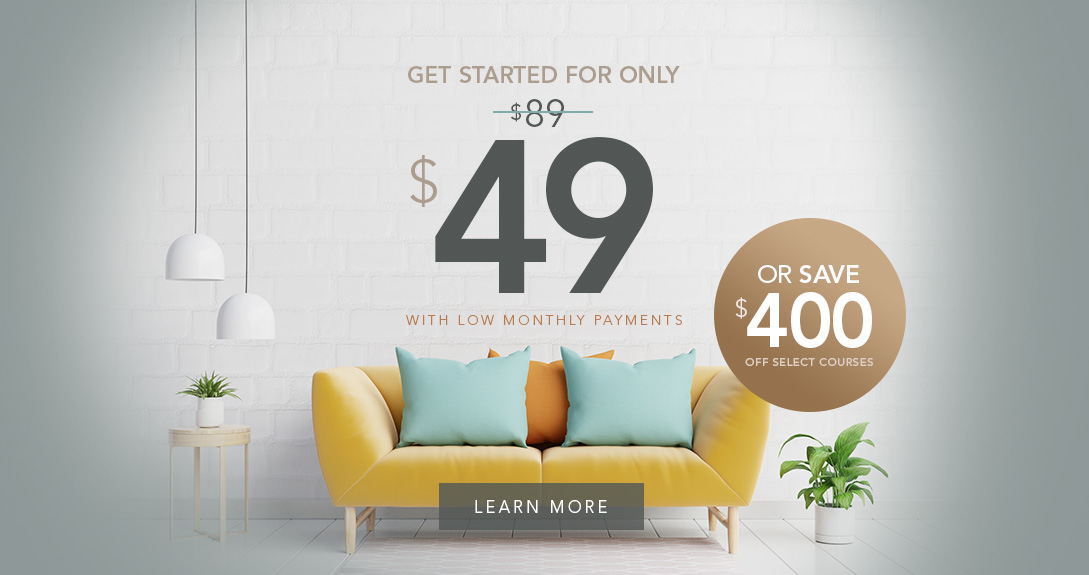 GET STARTED FOR ONLY
$89
$49
WITH LOW MONTHLY PAYMENTS
OR SAVE
$400
OFF SELECT COURSES
LEARN MORE